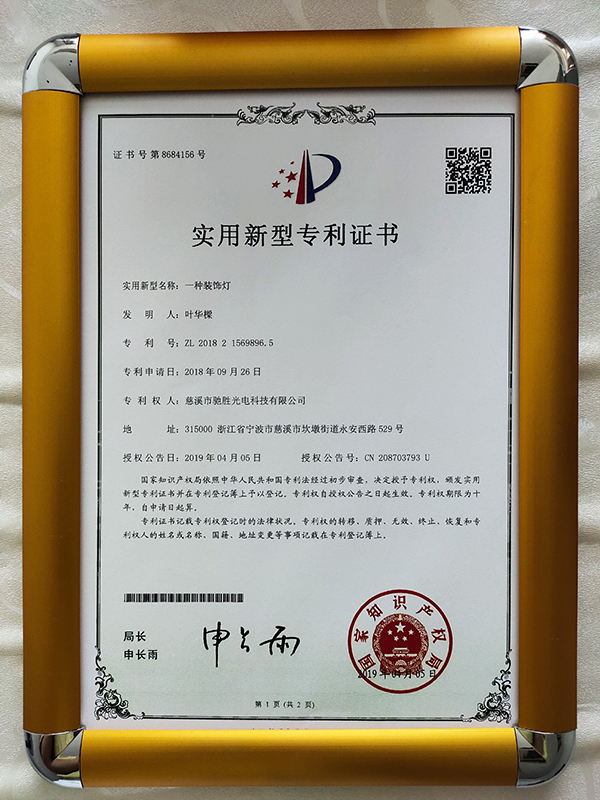 证书号第8684156号
实用新型专利证书
实用新型名称：一种装饰灯
发明人：叶华樑
专利号：ZL 2018 2 1569896.5
专利申请日：2018年09月26日
专利权人：慈溪市驰胜光电科技有限公司
地址：315000 浙江省宁波市慈溪市坎墩街道永安西路529号
授权公告日：2019年04月05日 授权公告号：CN 208703793 U
国家知识产权局依照中华人民共和国专利法经过初步审查，决定授予专利权，颁发实用
新型专利证书并在专利登记簿上予以登记。专利权自授权公告之日起生效。专利权期限为十
年，自申请日起算。
专利证书记载专利权登记时的法律状况。专利权的转移、质押、无效、终止、恢复和专
利权人的姓名或名称、国籍、地址变更等事项记载在专利登记簿上。
局长
申长雨
申长雨
国家知识产权局
2019年04月05日
第1页(共2页)